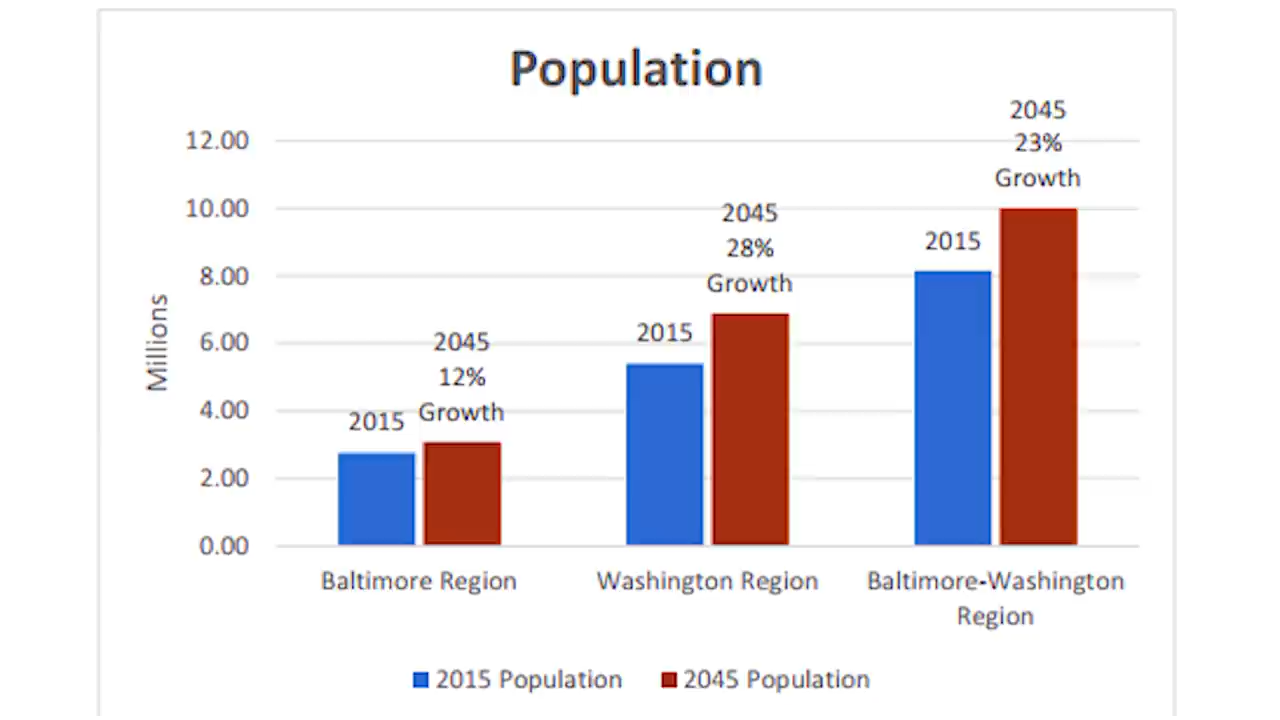 Population
2045
12.00
23%
Growth
10.00
2045
2015
28%
8.00
Growth
Millions
2015
6.00
2045
12%
4.00
Growth
2015
2.00
0.00
Baltimore Region
Washington Region
Baltimore-Washington
Region
2015 Population
2045 Population